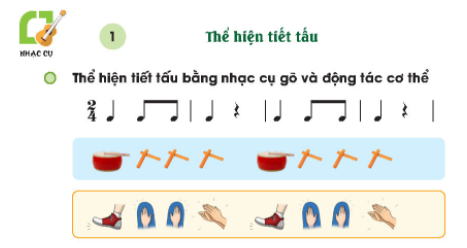 1
Thể hiện tiết tấu
NHẠC CỤ
Thể hiện tiết tấu bằng nhạc cụ gõ và động tác cơ thể
2
4